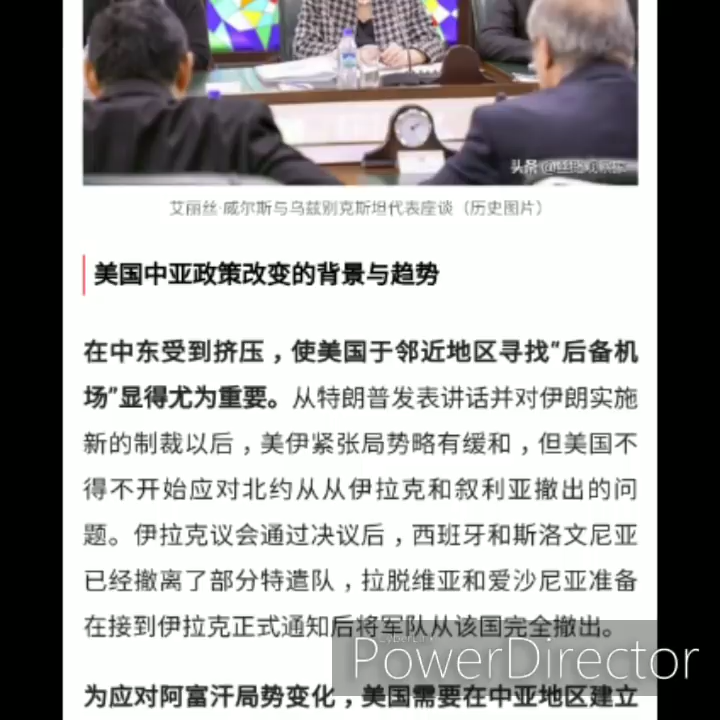 头条
艾丽丝·威尔斯与乌兹别克斯坦代表座谈（历史图片）
美国中亚政策改变的背景与趋势
在中东受到挤压，使美国于邻近地区寻找“后备机
场”显得尤为重要。从特朗普发表讲话并对伊朗实施
新的制裁以后，美伊紧张局势略有缓和，但美国不
得不开始应对北约从从伊拉克和叙利亚撤出的问
题。伊拉克议会通过决议后，西班牙和斯洛文尼亚
已经撤离了部分特遣队，拉脱维亚和爱沙尼亚准备
在接到伊拉克正式通知后将军队从该国完全撤出。
CyberLink
PowerDirector
为应对阿富汗局势变化，美国需要在中亚地区建立